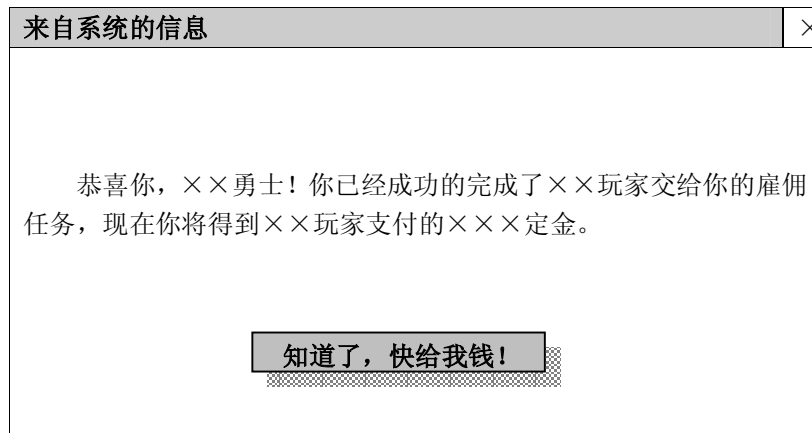 来自系统的信息 ×
恭喜你，××勇士！你已经成功的完成了××玩家交给你的雇佣
任务，现在你将得到××玩家支付的×××定金。
知道了，快给我钱！